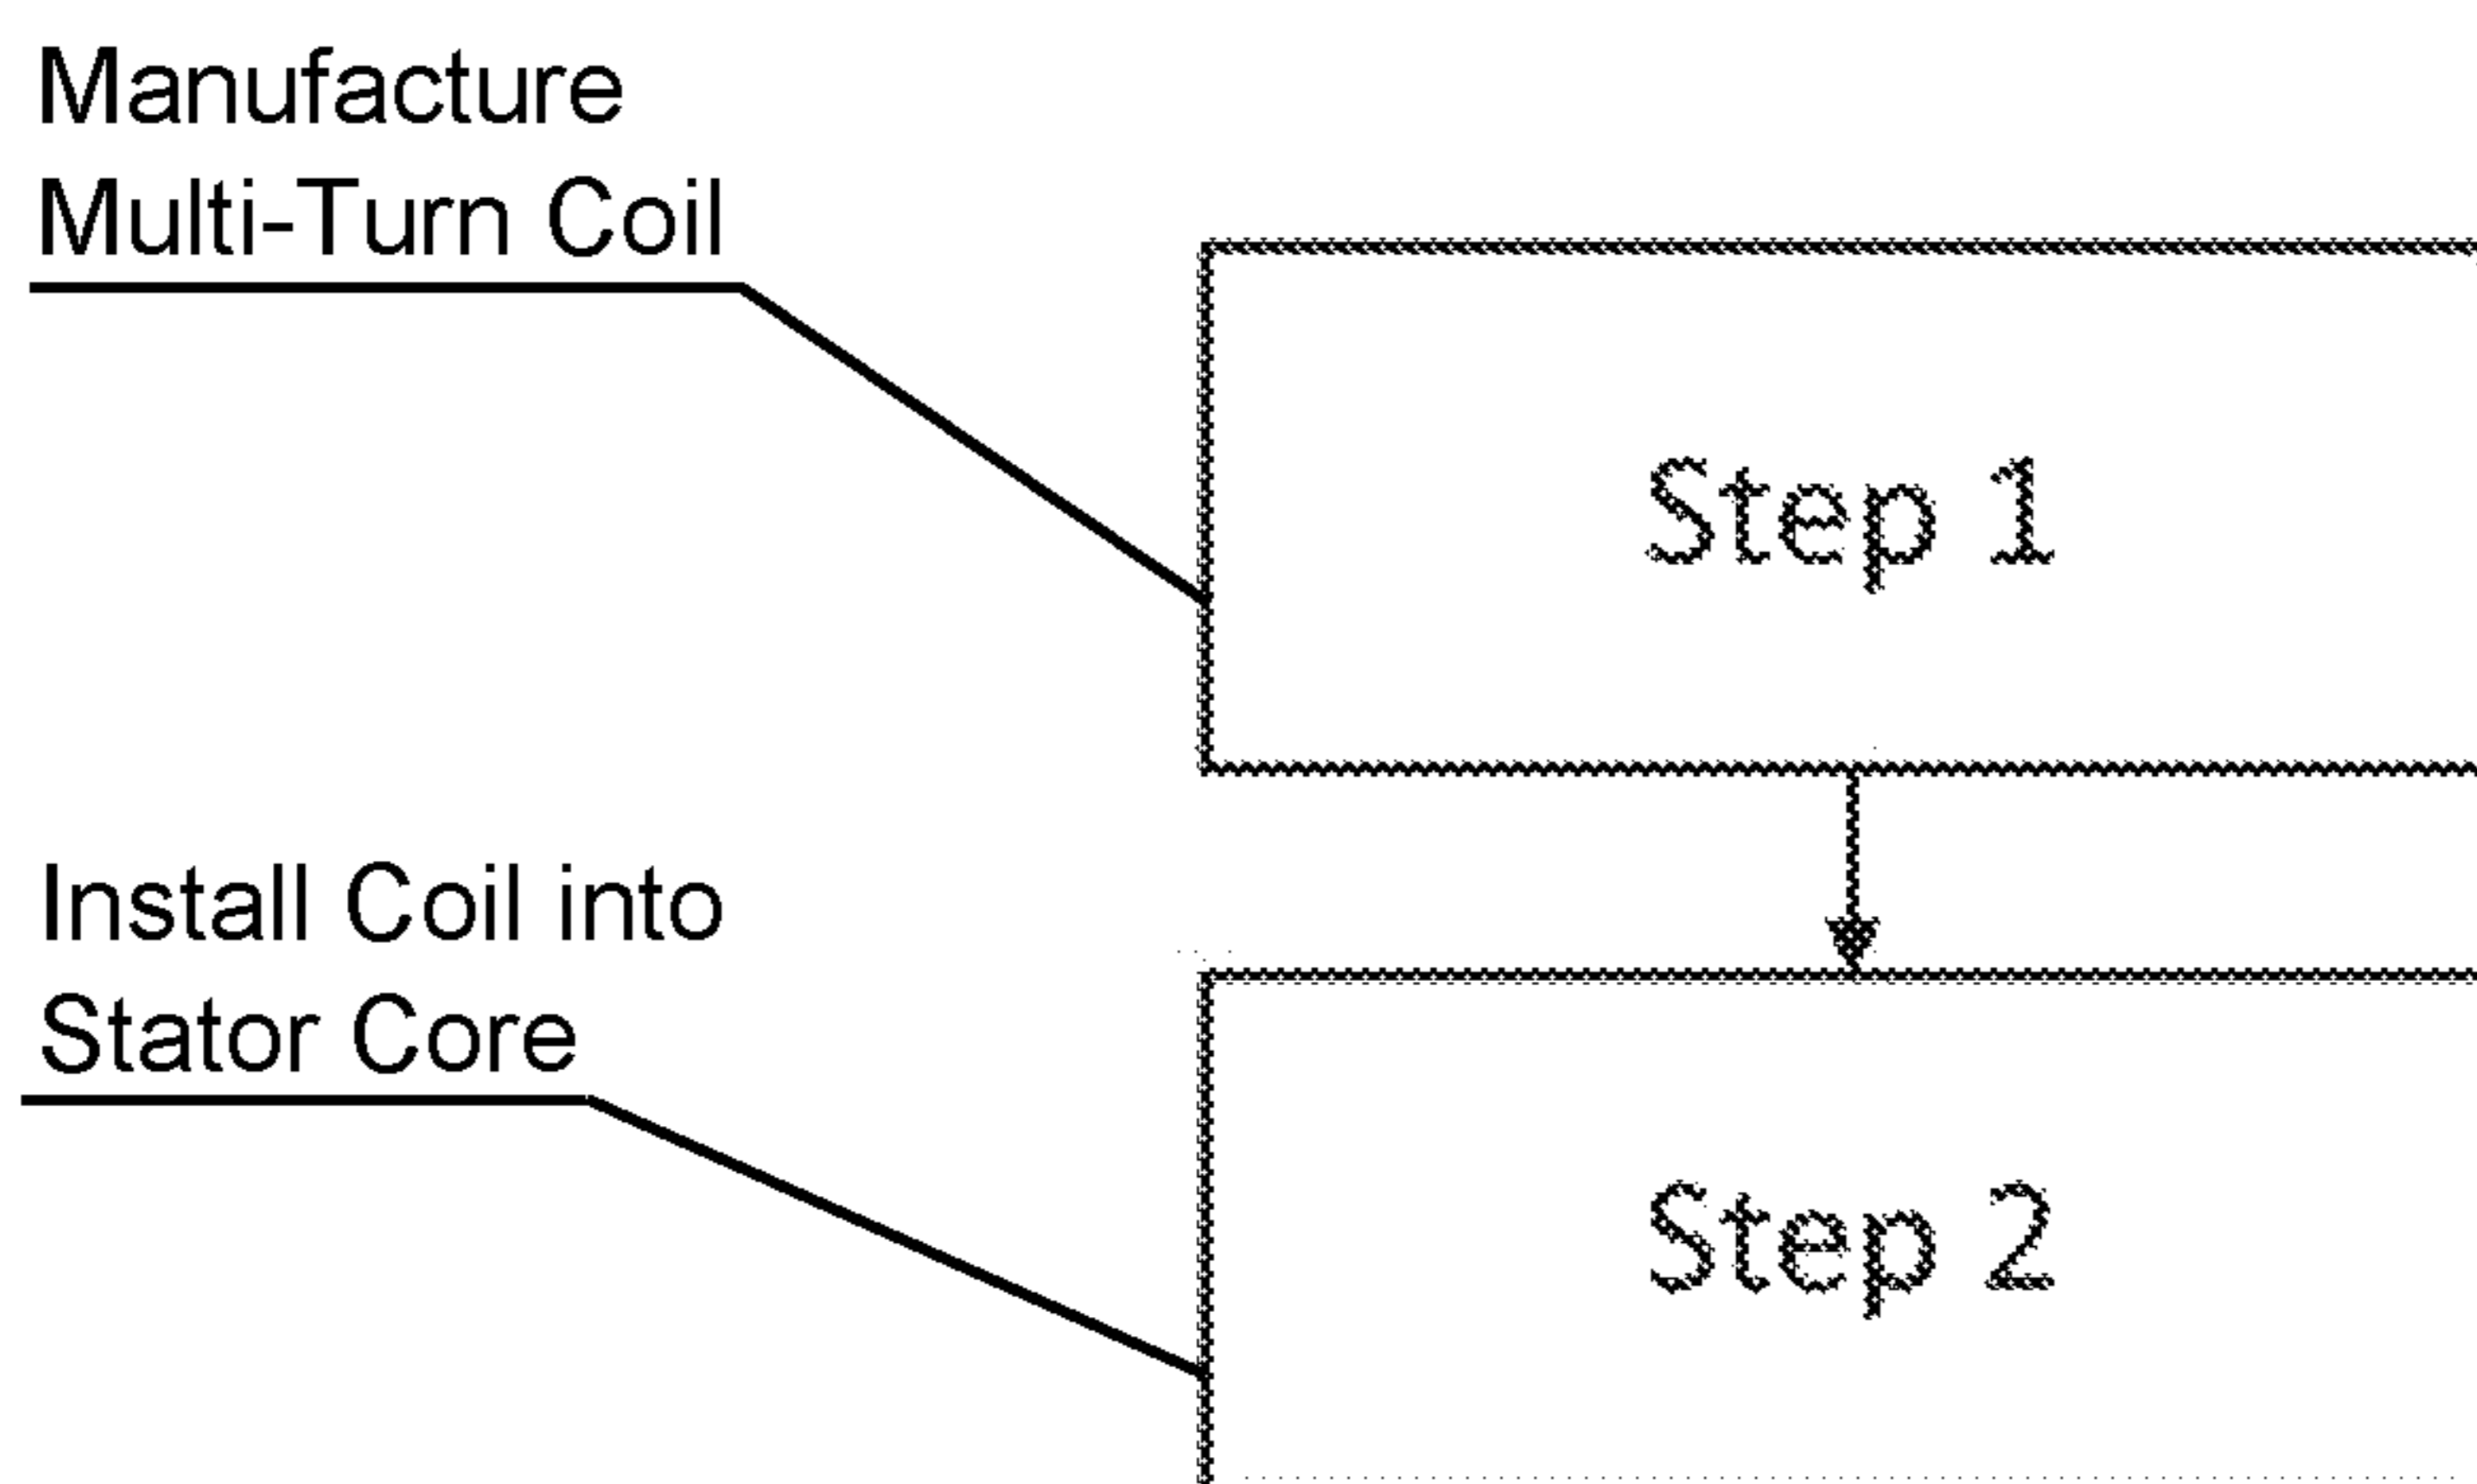 Manufacture
Multi-Turn Coil
Step 1
Install Coil into
Stator Core
Step 2